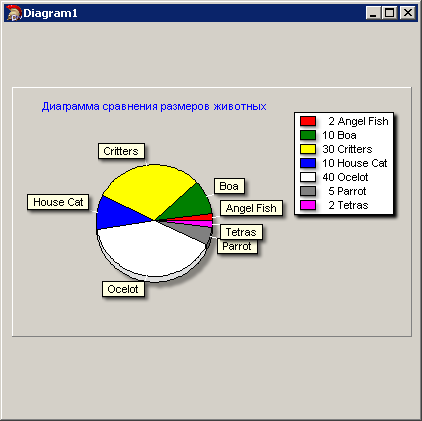 Diagram1
Диаграмма сравнения размеров животных
2 Angel Fish
10 Boa
30 Critters
10 House Cat
40 Ocelot
5 Parrot
2 Tetras
Critters
Boa
House Cat
Angel Fish
Tetras
Parrot
Ocelot